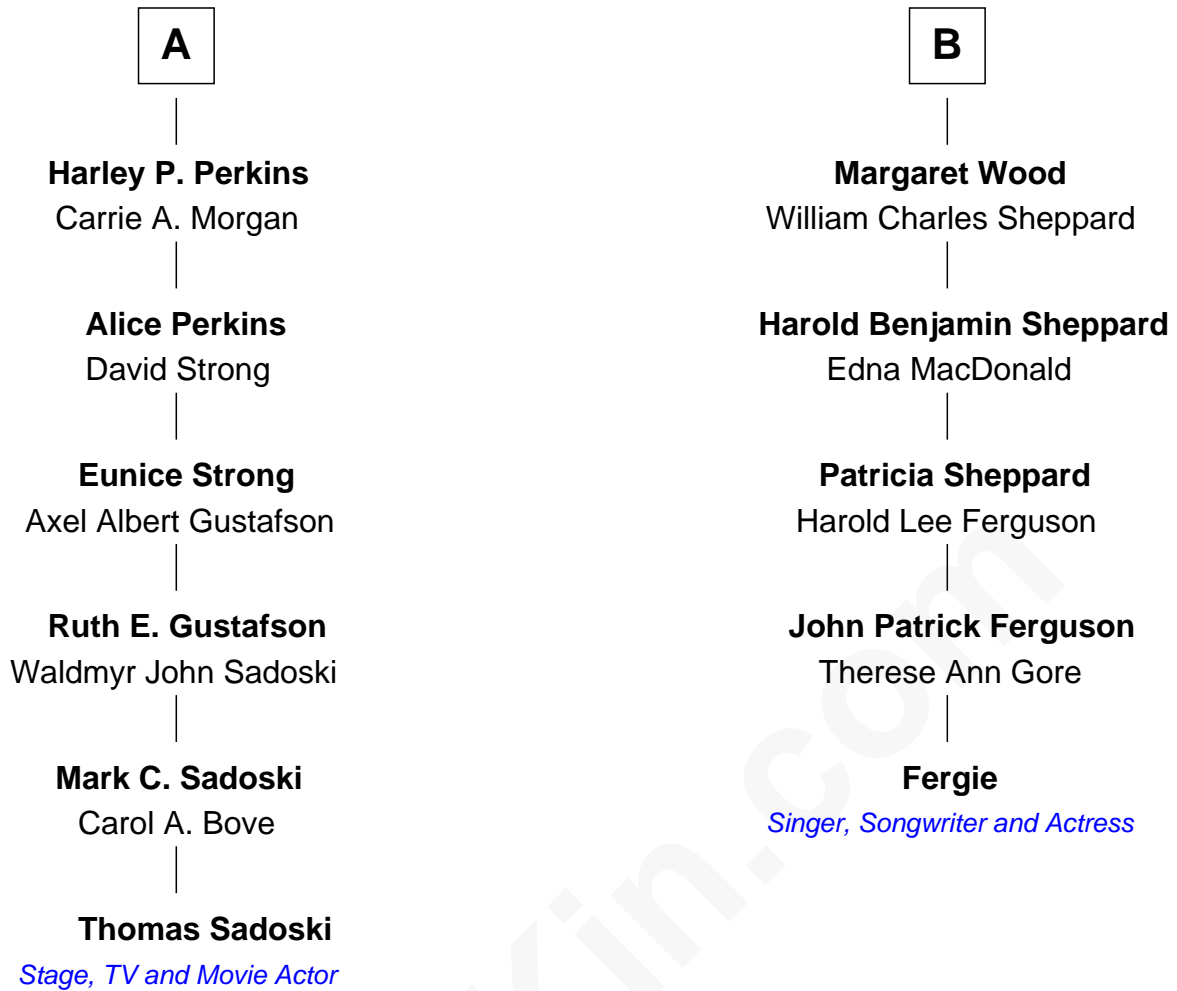 A
Harley P. Perkins
Carrie A. Morgan
Alice Perkins
David Strong
Eunice Strong
Axel Albert Gustafson
Ruth E. Gustafson
Waldmyr John Sadoski
Mark C. Sadoski
Carol A. Bove
Thomas Sadoski
Stage, TV and Movie Actor
B
Margaret Wood
William Charles Sheppard
Harold Benjamin Sheppard
Edna MacDonald
Patricia Sheppard
Harold Lee Ferguson
John Patrick Ferguson
Therese Ann Gore
Fergie
Singer, Songwriter and Actress